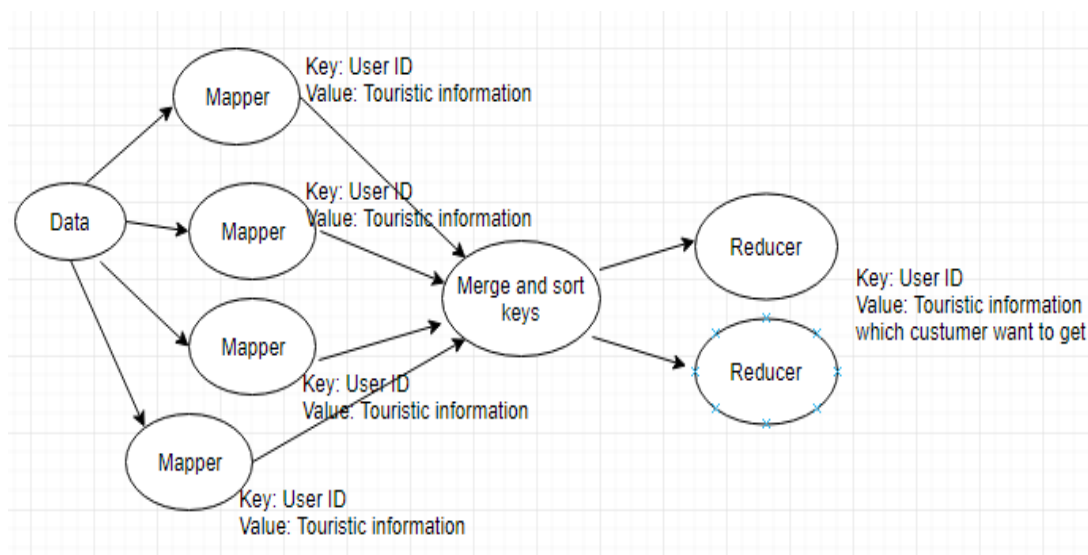 Key: User ID
Value: Touristic information
Mapper
Key: User ID
Value: Touristic information
Data
Mapper
Reducer
Merge and sort
keys
Key: User ID
Value: Touristic information
which custumer want to get
Mapper
Reducer
Key: User ID
Value: Touristic information
Mapper
Key: User ID
Value: Touristic information